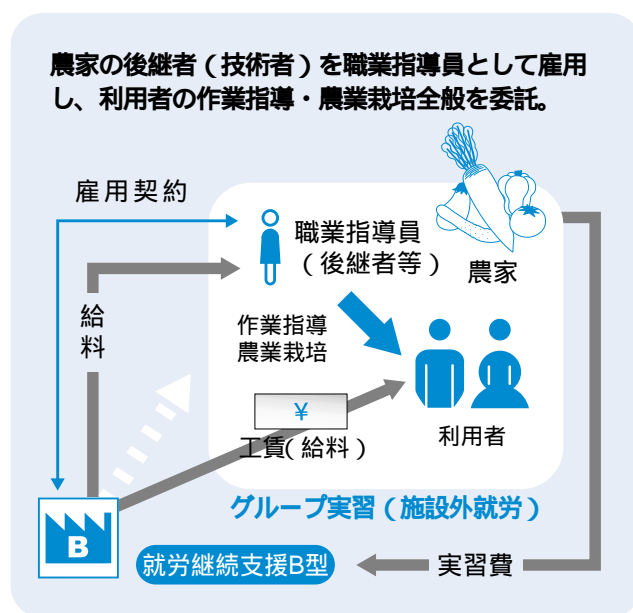 農家の後継者(技術者)を職業指導員として雇用
し、利用者の作業指導・農業栽培全般を委託。
雇用契約
職業指導員
(後継者等)
農家
給料
作業指導
農業栽培
¥
工賃(給料)
利用者
グループ実習(施設外就労)
B
就労継続支援B型
実習費